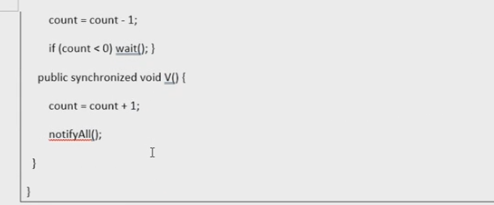 count = count - 1;
if (count < 0) wait(); }
public synchronized void V() {
count = count + 1;
notifyAll();
}
}